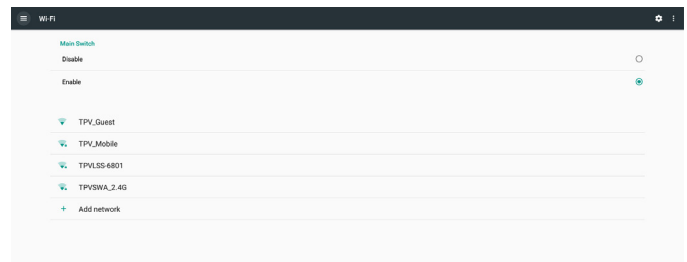 Wi-Fi
Main Switch
Disable
Enable
TPV_Guest
TPV_Mobile
TPVLSS-6801
TPVSWA_2.4G
Add network